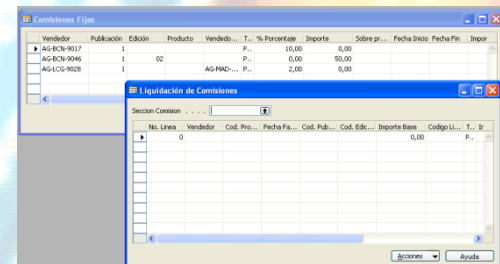 Comisiones Fijas
Vendedor Publicación Edición Producto Vendedo... T.. % Porcentaje Importe Sobre pr... Fecha Inicio Fecha Fin Impor
AG-BCN-9017 1 P... 10,00 0,00
AG-BCN-9046 1 02 P... 0,00 50,00
AG-LCG-9028 1 AG-MAD-... P... 2,00 0,00
Liquidación de Comisiones
Seccion Comision . . . .
No. Linea Vendedor Cod. Pro... Fecha Fa... Cod. Pub... Cod. Edic... Importe Base Codigo Li... T.. Ir
0 0,00 P...
Acciones Ayuda